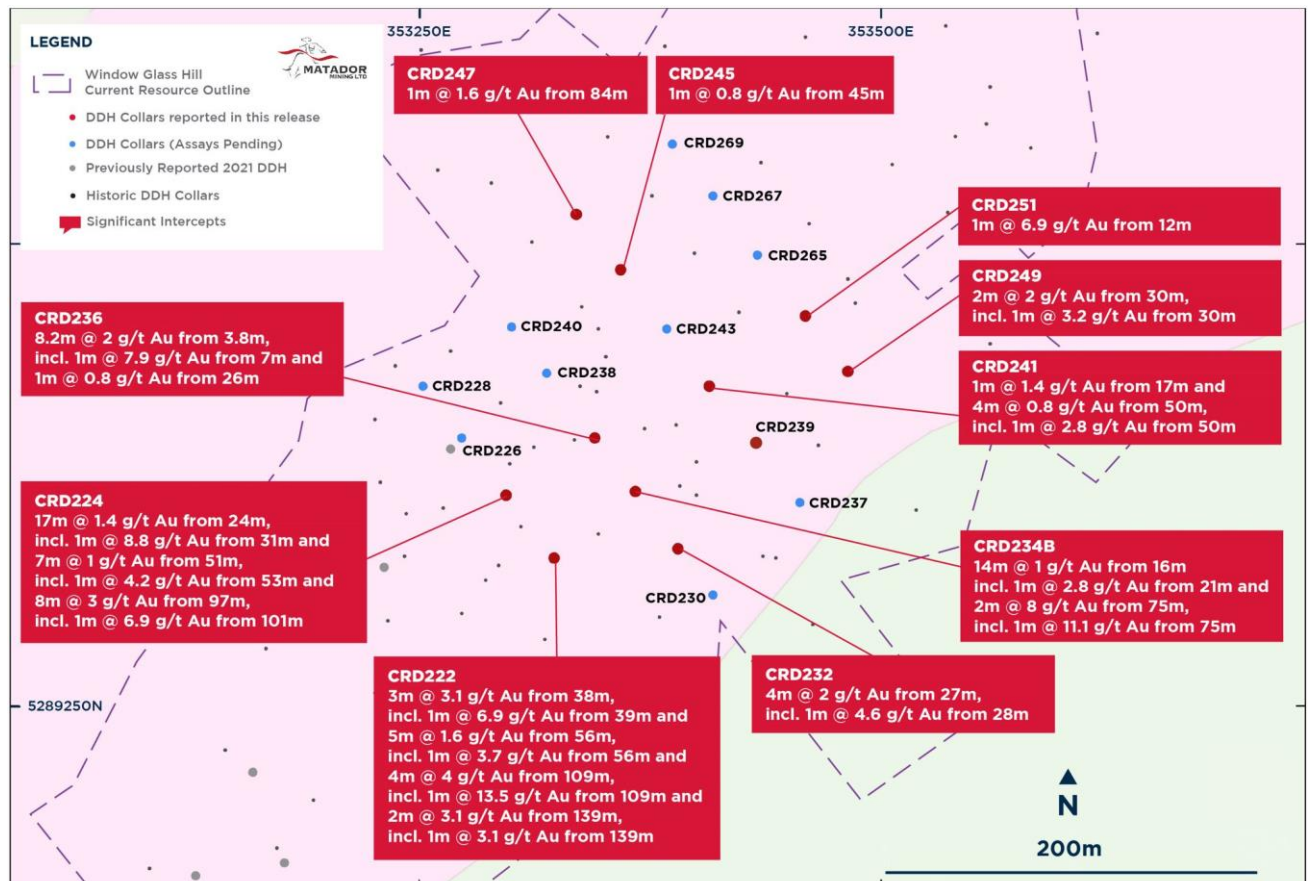 353250E
353500E
LEGEND
MATADOR
MINING LTD
Window Glass Hill
Current Resource Outline
DDH Collars reported in this release
DDH Collars (Assays Pending)
Previously Reported 2021 DDH
Historic DDH Collars
Significant Intercepts
CRD247
1m @ 1.6 g/t Au from 84m
CRD245
1m @ 0.8 g/t Au from 45m
CRD269
CRD267
CRD265
CRD251
1m @ 6.9 g/t Au from 12m
CRD249
2m @ 2 g/t Au from 30m,
incl. 1m @ 3.2 g/t Au from 30m
CRD236
8.2m @ 2 g/t Au from 3.8m,
incl. 1m @ 7.9 g/t Au from 7m and
1m @ 0.8 g/t Au from 26m
CRD240
CRD243
CRD238
CRD228
CRD241
1m @ 1.4 g/t Au from 17m and
4m @ 0.8 g/t Au from 50m,
incl. 1m @ 2.8 g/t Au from 50m
CRD239
CRD226
CRD224
17m @ 1.4 g/t Au from 24m,
incl. 1m @ 8.8 g/t Au from 31m and
7m @ 1 g/t Au from 51m,
incl. 1m @ 4.2 g/t Au from 53m and
8m @ 3 g/t Au from 97m,
incl. 1m @ 6.9 g/t Au from 101m
CRD237
CRD234B
14m @ 1 g/t Au from 16m
incl. 1m @ 2.8 g/t Au from 21m and
2m @ 8 g/t Au from 75m,
incl. 1m @ 11.1 g/t Au from 75m
CRD230
CRD222
3m @ 3.1 g/t Au from 38m,
incl. 1m @ 6.9 g/t Au from 39m and
5m @ 1.6 g/t Au from 56m,
incl. 1m @ 3.7 g/t Au from 56m and
4m @ 4 g/t Au from 109m,
incl. 1m @ 13.5 g/t Au from 109m and
2m @ 3.1 g/t Au from 139m,
incl. 1m @ 3.1 g/t Au from 139m
CRD232
4m @ 2 g/t Au from 27m,
incl. 1m @ 4.6 g/t Au from 28m
5289250N
N
200m